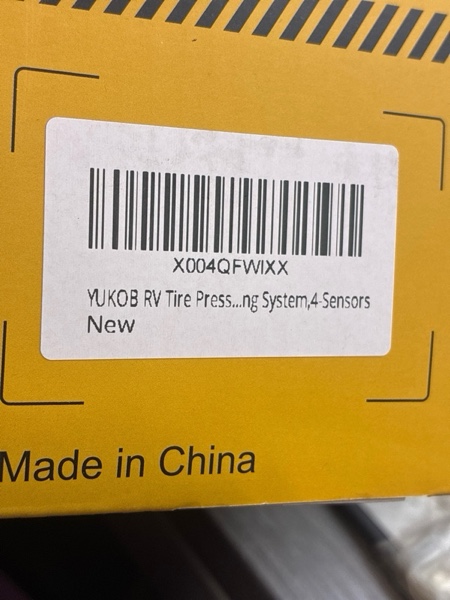 X004QFWIXX
YUKOB RV Tire Press...ng System,4-Sensors
New
Made in China